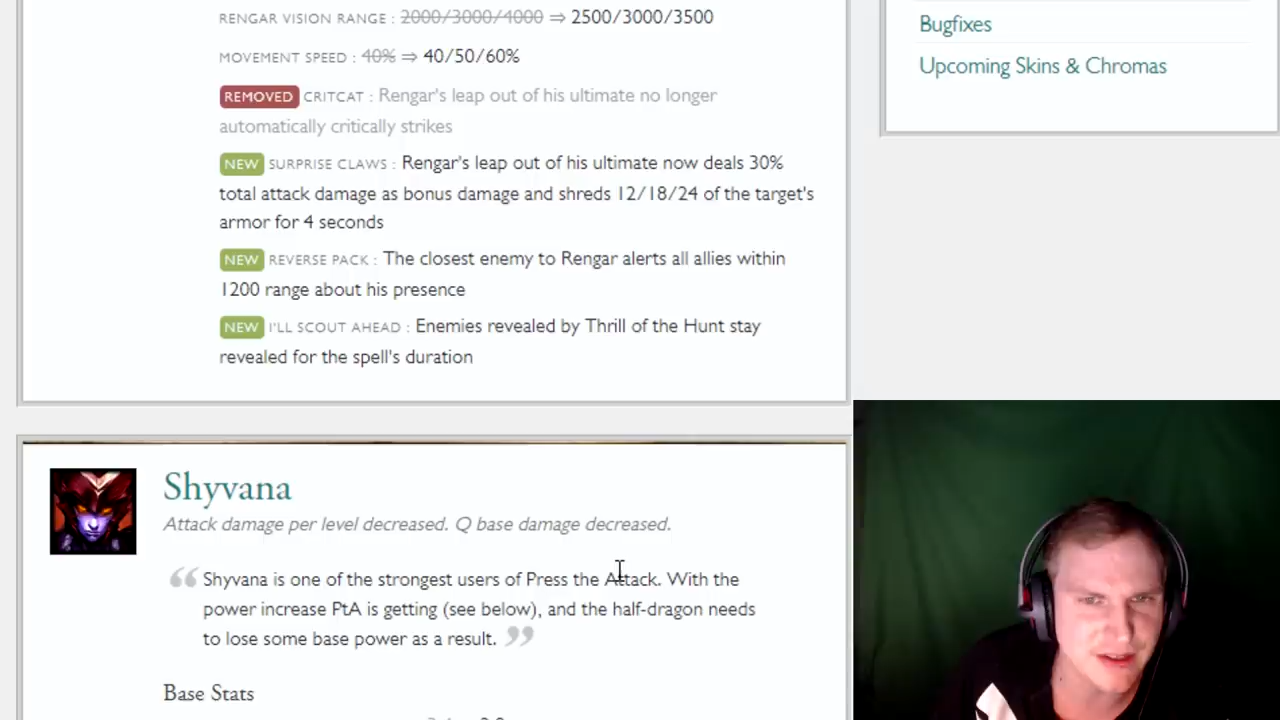 RENGAR VISION RANGE : 2000/3000/4000 ⇒ 2500/3000/3500
MOVEMENT SPEED : 40% ⇒ 40/50/60%
REMOVED CRITCAT : Rengar's leap out of his ultimate no longer
automatically critically strikes
NEW SURPRISE CLAWS : Rengar's leap out of his ultimate now deals 30%
total attack damage as bonus damage and shreds 12/18/24 of the target's
armor for 4 seconds
NEW REVERSE PACK : The closest enemy to Rengar alerts all allies within
1200 range about his presence
NEW I'LL SCOUT AHEAD : Enemies revealed by Thrill of the Hunt stay
revealed for the spell's duration
Shyvana
Attack damage per level decreased. Q base damage decreased.
“ Shyvana is one of the strongest users of Press the Attack. With the
power increase PtA is getting (see below), and the half-dragon needs
to lose some base power as a result. ”
Base Stats
Bugfixes
Upcoming Skins & Chromas